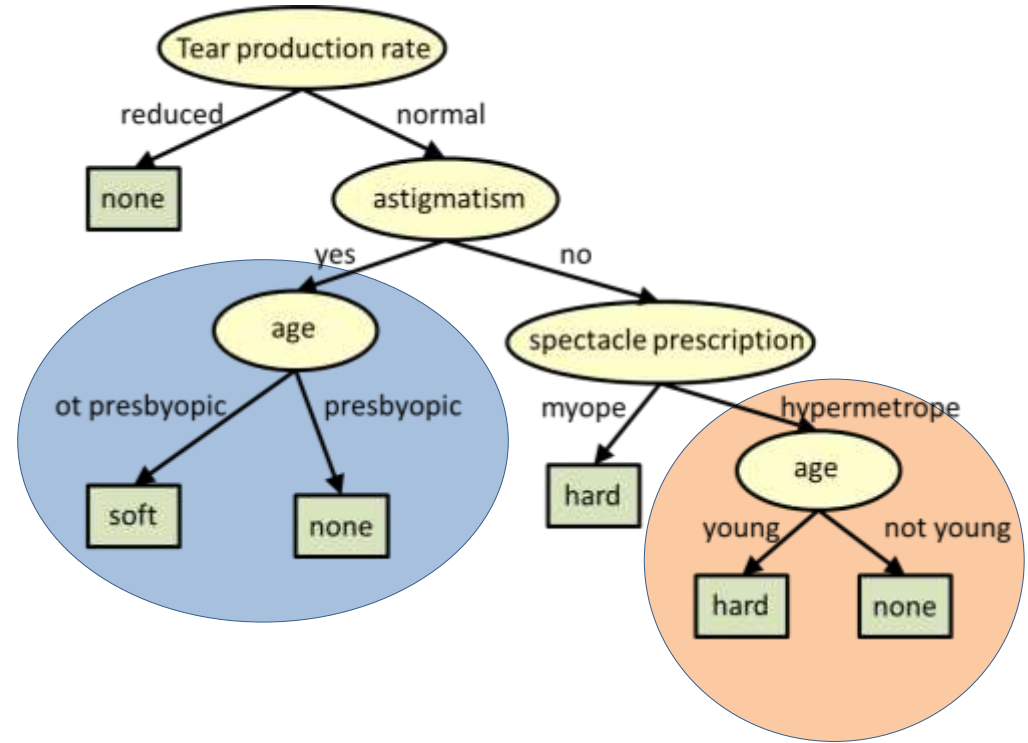 Tear production rate
reduced
normal
none
astigmatism
yes
no
age
spectacle prescription
ot presbyopic
presbyopic
myope
hypermetrope
soft
none
hard
age
young
not young
hard
none